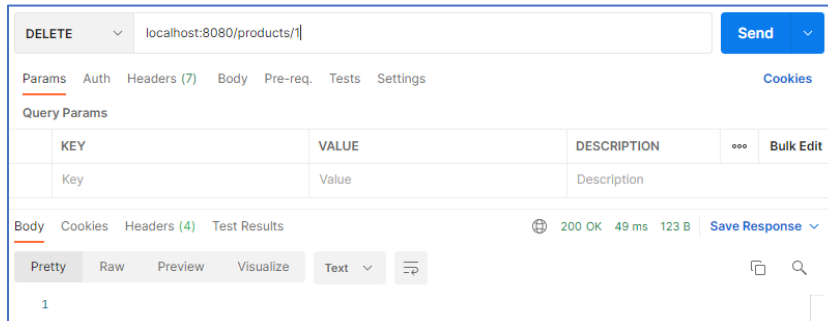 DELETE localhost:8080/products/1 Send
Params Auth Headers (7) Body Pre-req. Tests Settings Cookies
Query Params
KEY VALUE DESCRIPTION ooo Bulk Edit
Key Value Description
Body Cookies Headers (4) Test Results 200 OK 49 ms 123 B Save Response
Pretty Raw Preview Visualize Text
1